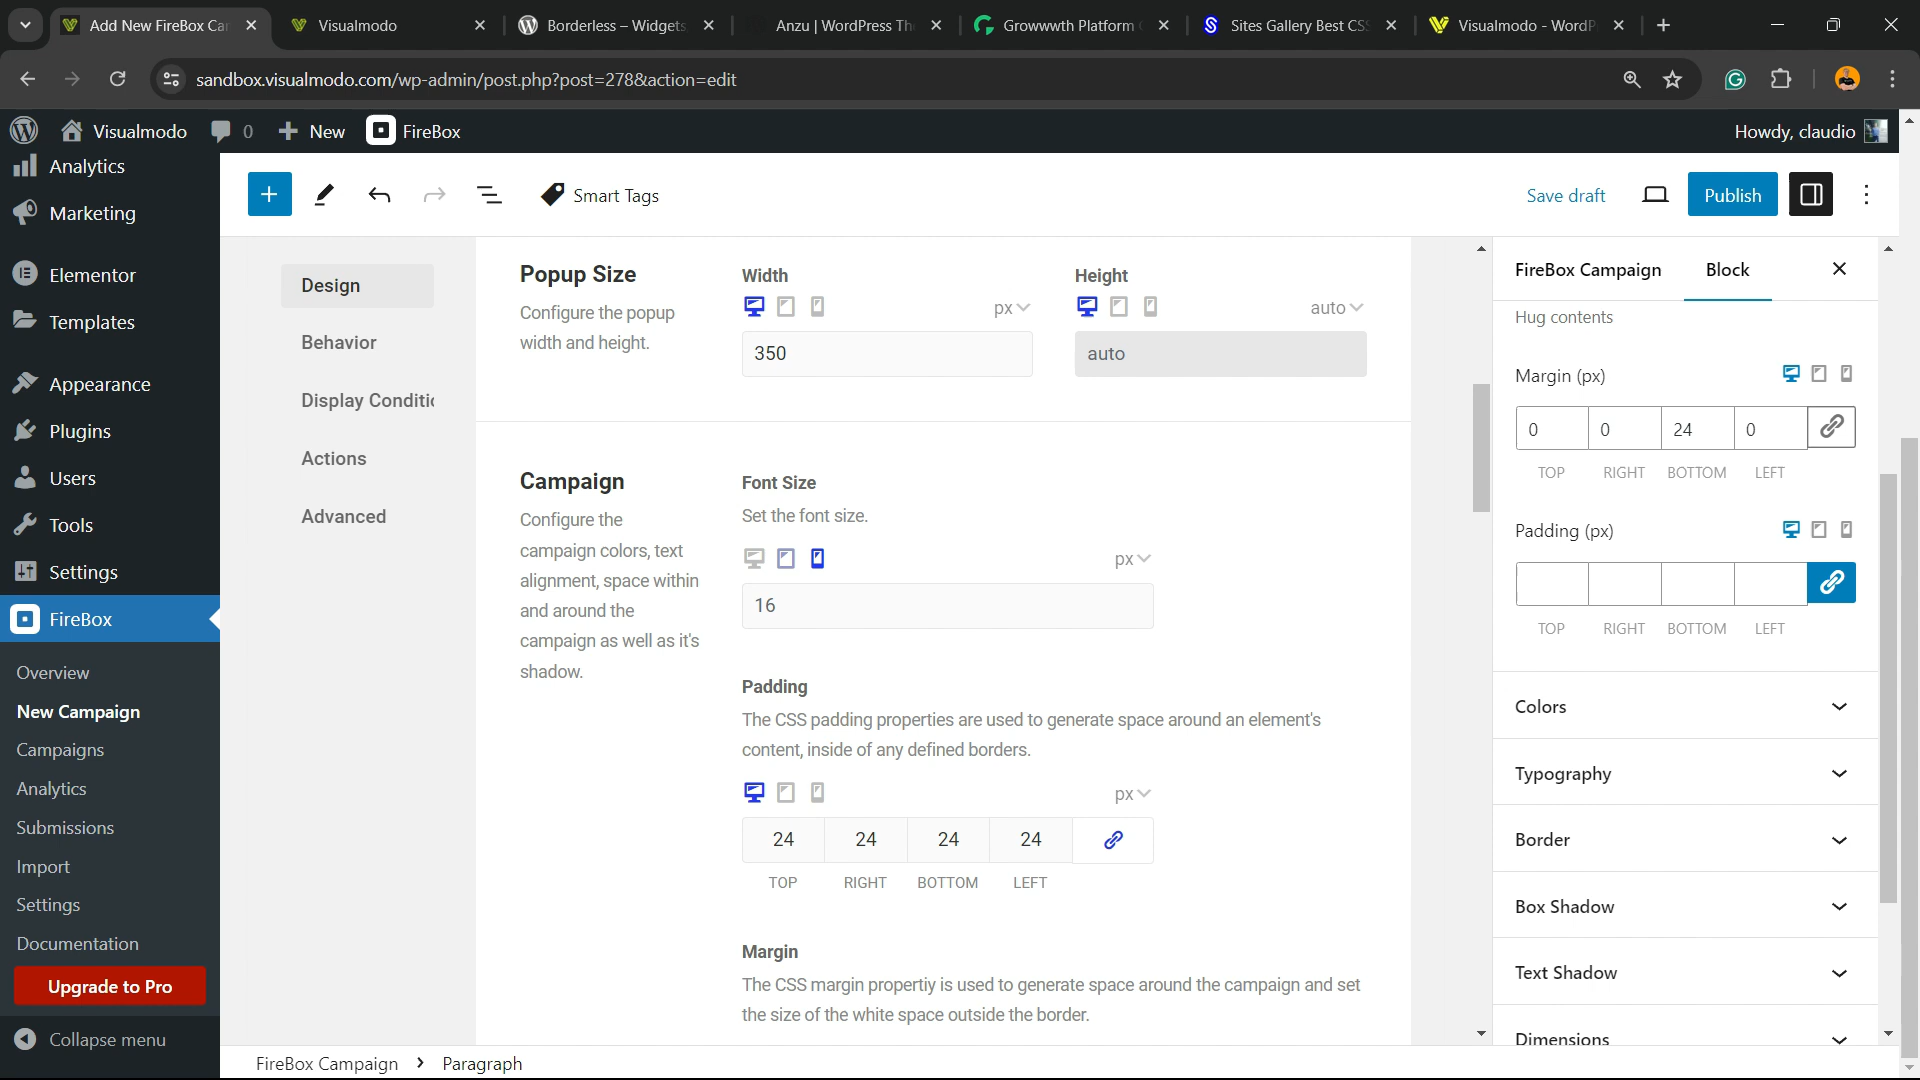 Add New FireBox Ca
Visualmodo
Borderless – Widgets
Anzu | WordPress Th
Growwwth Platform
Sites Gallery Best CSS
Visualmodo - WordP
sandbox.visualmodo.com/wp-admin/post.php?post=278&action=edit
Visualmodo
0
New
FireBox
Howdy, claudio
Analytics
Marketing
Elementor
Templates
Appearance
Plugins
Users
Tools
Settings
FireBox
Overview
New Campaign
Campaigns
Analytics
Submissions
Import
Settings
Documentation
Upgrade to Pro
Collapse menu
Smart Tags
Save draft
Publish
Design
Behavior
Display Conditic
Actions
Advanced
Popup Size
Configure the popup
width and height.
Width
px
350
Height
auto
auto
Campaign
Configure the
campaign colors, text
alignment, space within
and around the
campaign as well as it's
shadow.
Font Size
Set the font size.
px
16
Padding
The CSS padding properties are used to generate space around an element's
content, inside of any defined borders.
px
24 24 24 24
TOP RIGHT BOTTOM LEFT
Margin
The CSS margin propertiy is used to generate space around the campaign and set
the size of the white space outside the border.
FireBox Campaign Block
Hug contents
Margin (px)
0 0 24 0
TOP RIGHT BOTTOM LEFT
Padding (px)
TOP RIGHT BOTTOM LEFT
Colors
Typography
Border
Box Shadow
Text Shadow
Dimensions
FireBox Campaign > Paragraph